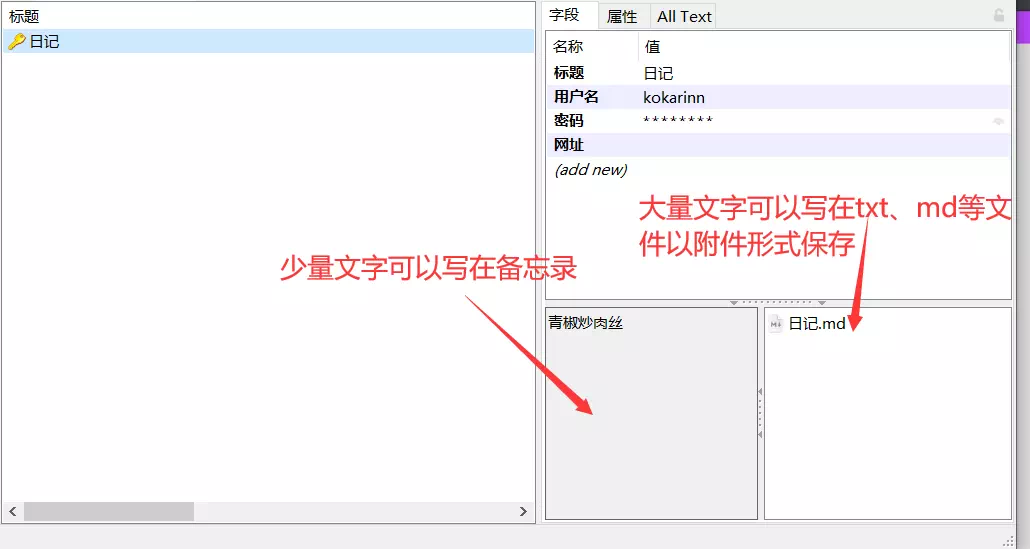 标题
日记
字段 属性 All Text
名称 值
标题 日记
用户名 kokarinn
密码 ********
网址
(add new)
大量文字可以写在txt、md等文
件以附件形式保存
少量文字可以写在备忘录
青椒炒肉丝
日记.md